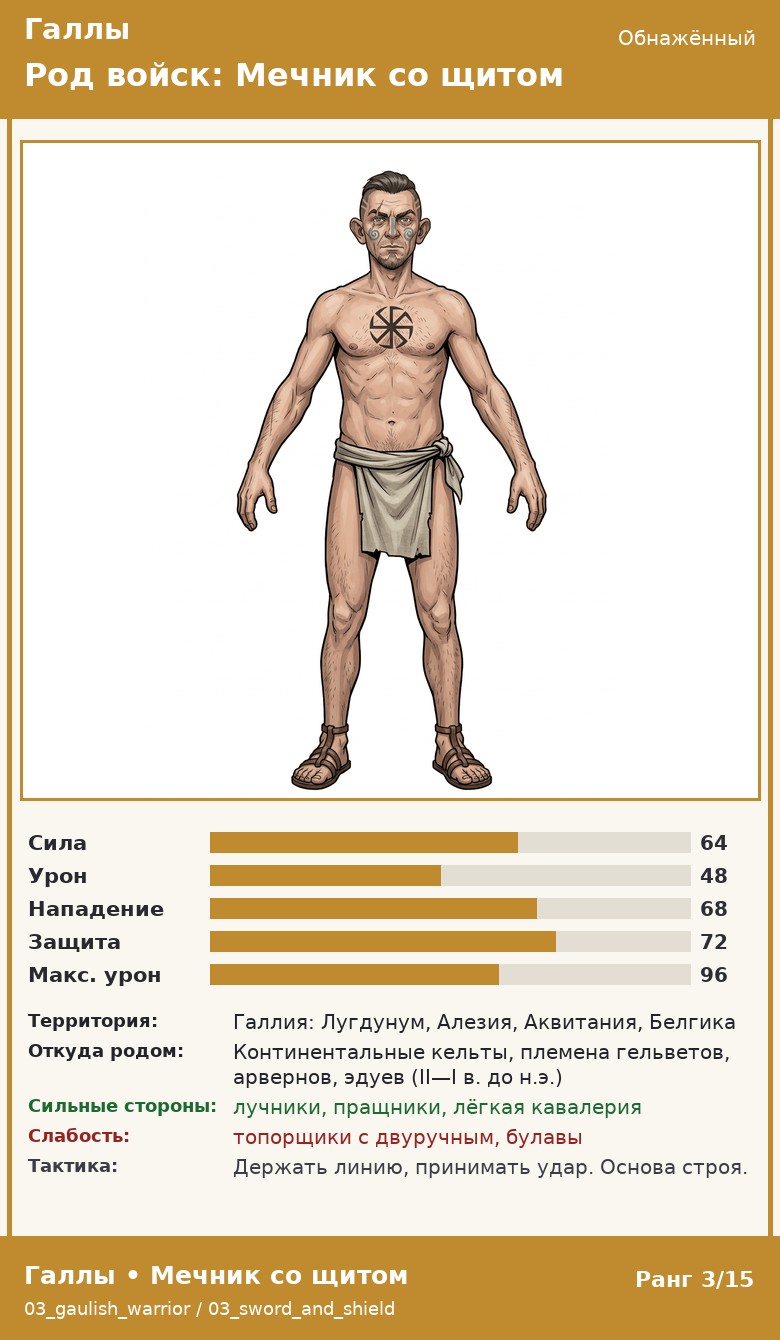 Галлы
Обнажённый
Род войск: Мечник со щитом
Сила 64
Урон 48
Нападение 68
Защита 72
Макс. урон 96
Территория: Галлия: Лугдунум, Алезия, Аквитания, Белгика
Откуда родом: Континентальные кельты, племена гельветов,
арвернов, эдуев (II—I в. до н.э.)
Сильные стороны: лучники, пращники, лёгкая кавалерия
Слабость: топорщики с двуручным, булавы
Тактика: Держать линию, принимать удар. Основа строя.
Галлы • Мечник со щитом
Ранг 3/15
03_gaulish_warrior / 03_sword_and_shield